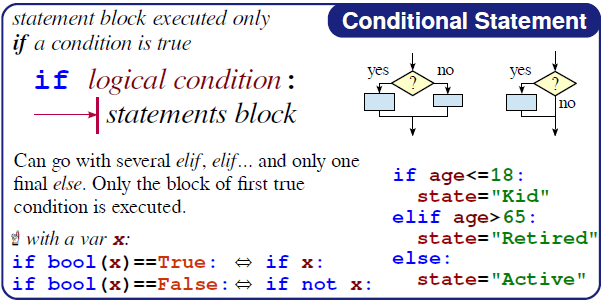 Conditional Statement
statement block executed only
if a condition is true
if logical condition:
statements block
yes no
?
yes
?
no
Can go with several elif, elif... and only one
final else. Only the block of first true
condition is executed.
☝ with a var x:
if bool(x)==True: ⇔ if x:
if bool(x)==False: ⇔ if not x:
if age<=18:
state="Kid"
elif age>65:
state="Retired"
else:
state="Active"